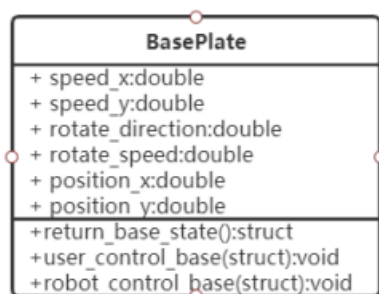 BasePlate
+ speed_x:double
+ speed_y:double
+ rotate_direction:double
+ rotate_speed:double
+ position_x:double
+ position_y:double
+return_base_state():struct
+user_control_base(struct):void
+robot_control_base(struct):void